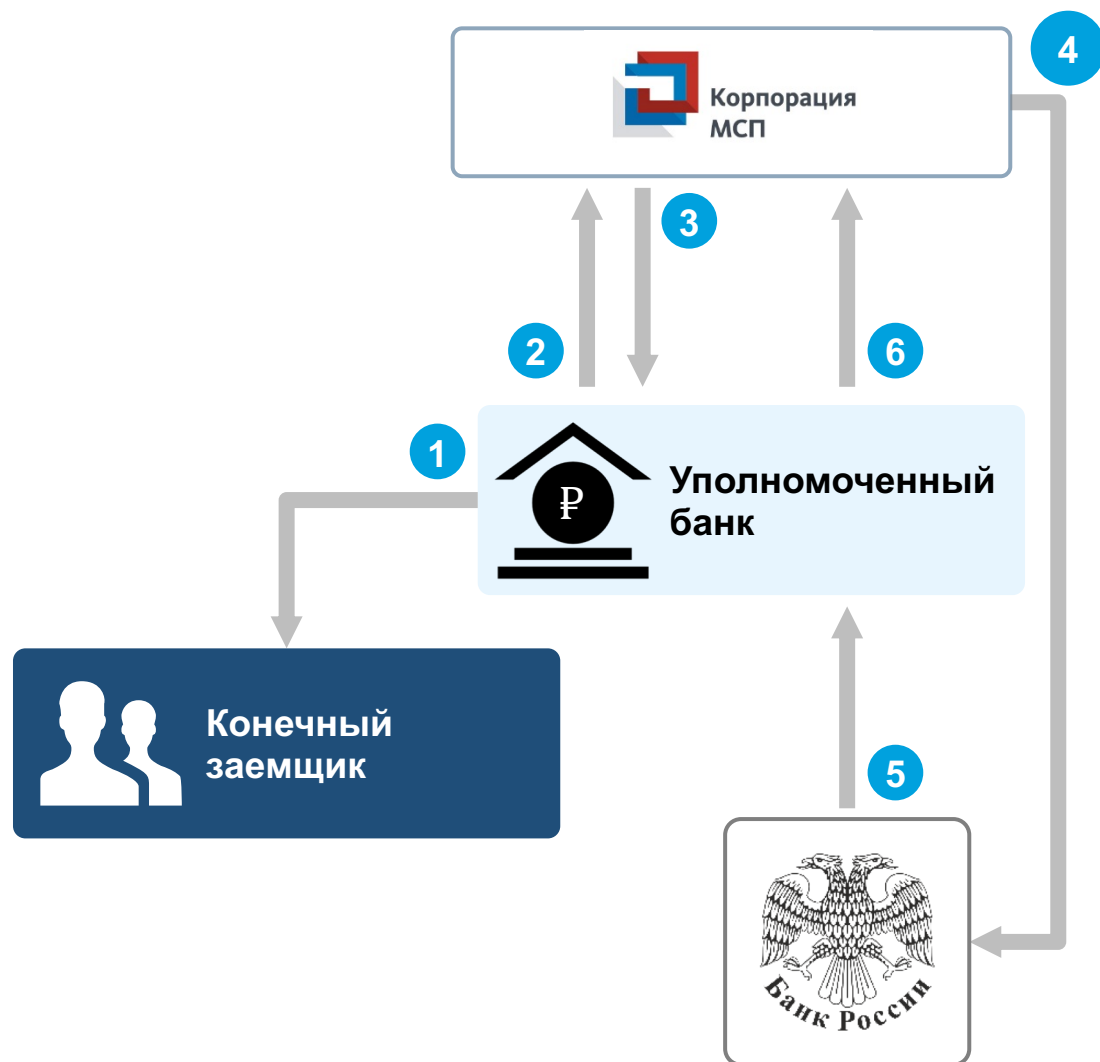 4
Корпорация
МСП
3
2
6
1
₽
Уполномоченный
банк
Конечный
заемщик
5
Банк России